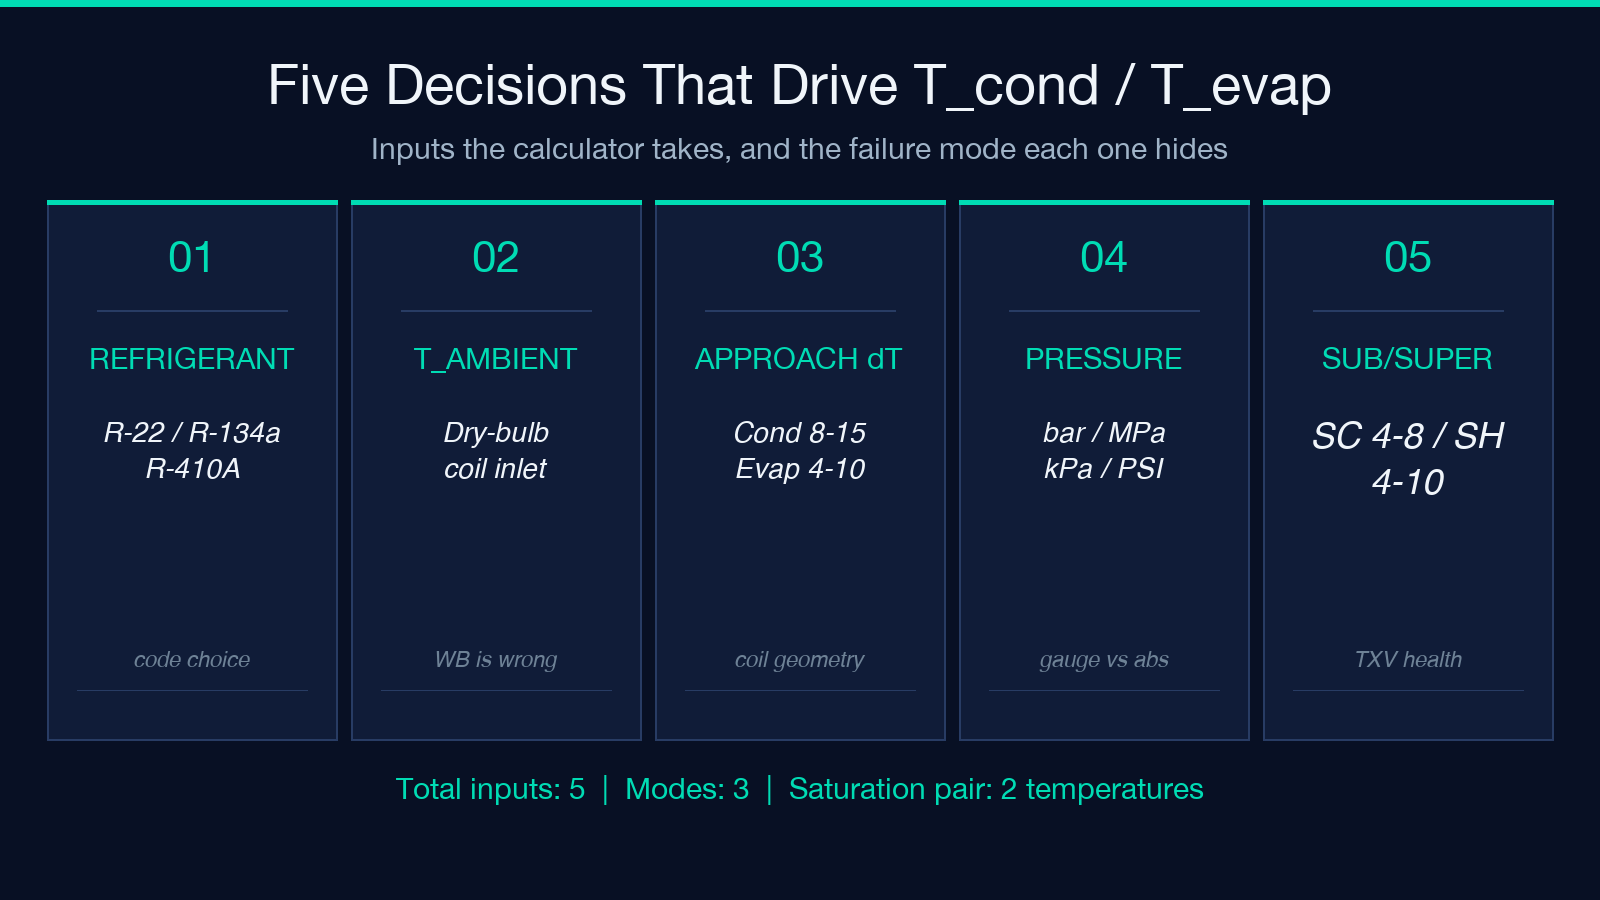 Five Decisions That Drive T_cond / T_evap
Inputs the calculator takes, and the failure mode each one hides
01
REFRIGERANT
R-22 / R-134a
R-410A
code choice
02
T_AMBIENT
Dry-bulb
coil inlet
WB is wrong
03
APPROACH dT
Cond 8-15
Evap 4-10
coil geometry
04
PRESSURE
bar / MPa
kPa / PSI
gauge vs abs
05
SUB/SUPER
SC 4-8 / SH
4-10
TXV health
Total inputs: 5 | Modes: 3 | Saturation pair: 2 temperatures